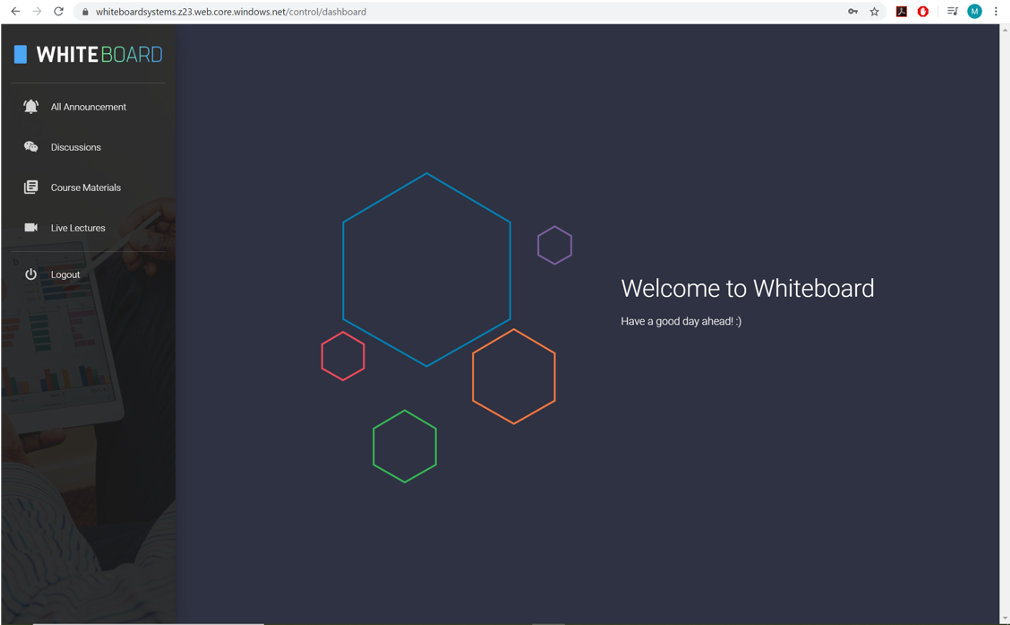 whiteboardsystems.z23.web.core.windows.net/control/dashboard
M
WHITEBOARD
All Announcement
Discussions
Course Materials
Live Lectures
Logout
Welcome to Whiteboard
Have a good day ahead! :)